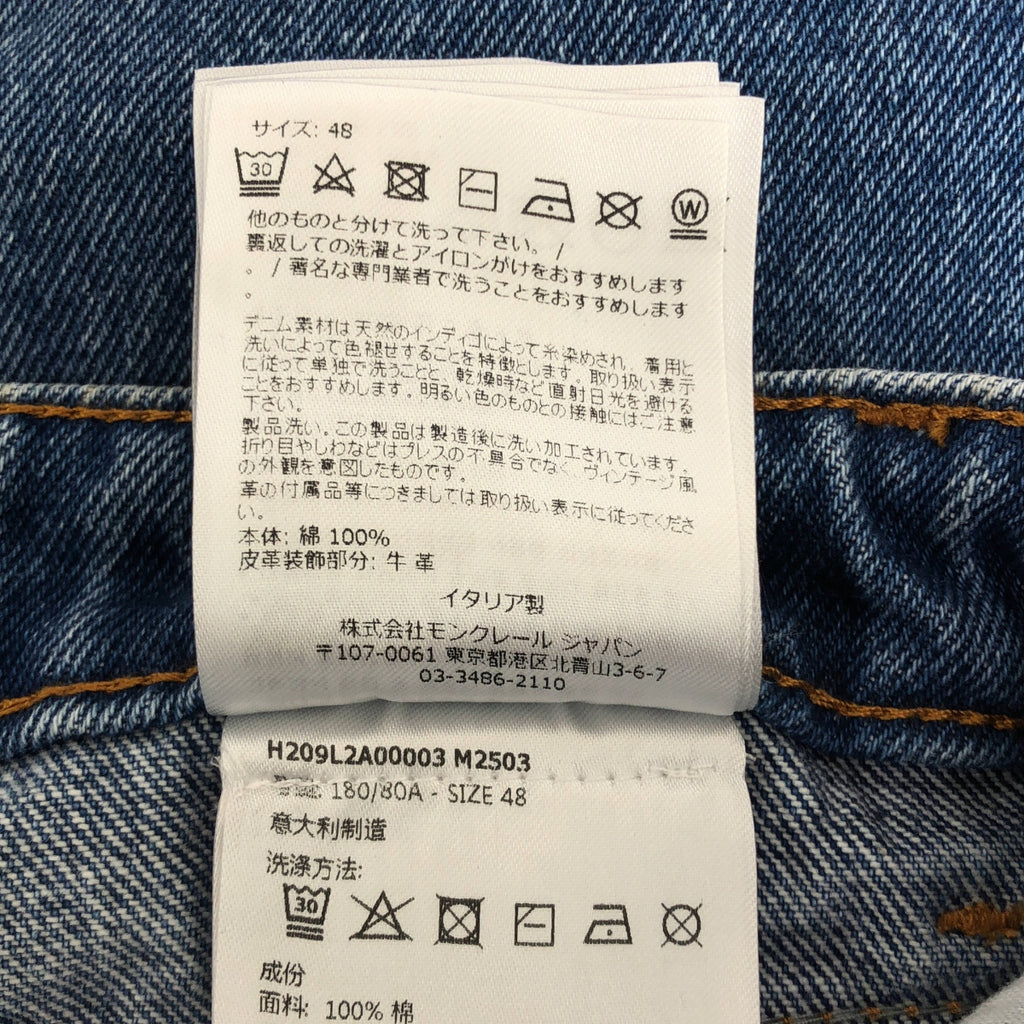 サイズ: 48
30
W
他のものと分けて洗って下さい。 /
裏返しての洗濯とアイロンがけをおすすめします
。 / 著名な専門業者で洗うことをおすすめします
。
デニム素材は天然のインディゴによって糸染めされ、着用と
洗いによって色褪せすることを特徴とします。取り扱い表示
に従って単独で洗うことと、乾燥時など直射日光を避ける
ことをおすすめします。明るい色のものとの接触にはご注意
下さい。
製品洗い。この製品は製造後に洗い加工されています。
折り目やしわなどはプレスの不具合でなく、ヴィンテージ風
の外観を意図したものです。
革の付属品等につきましては取り扱い表示に従ってくださ
い。
本体: 綿 100%
皮革装飾部分: 牛 革
イタリア製
株式会社モンクレール ジャパン
〒107-0061 東京都港区北青山3-6-7
03-3486-2110
H209L2A00003 M2503
180/80A - SIZE 48
意大利制造
洗涤方法:
30
成份
面料: 100% 棉